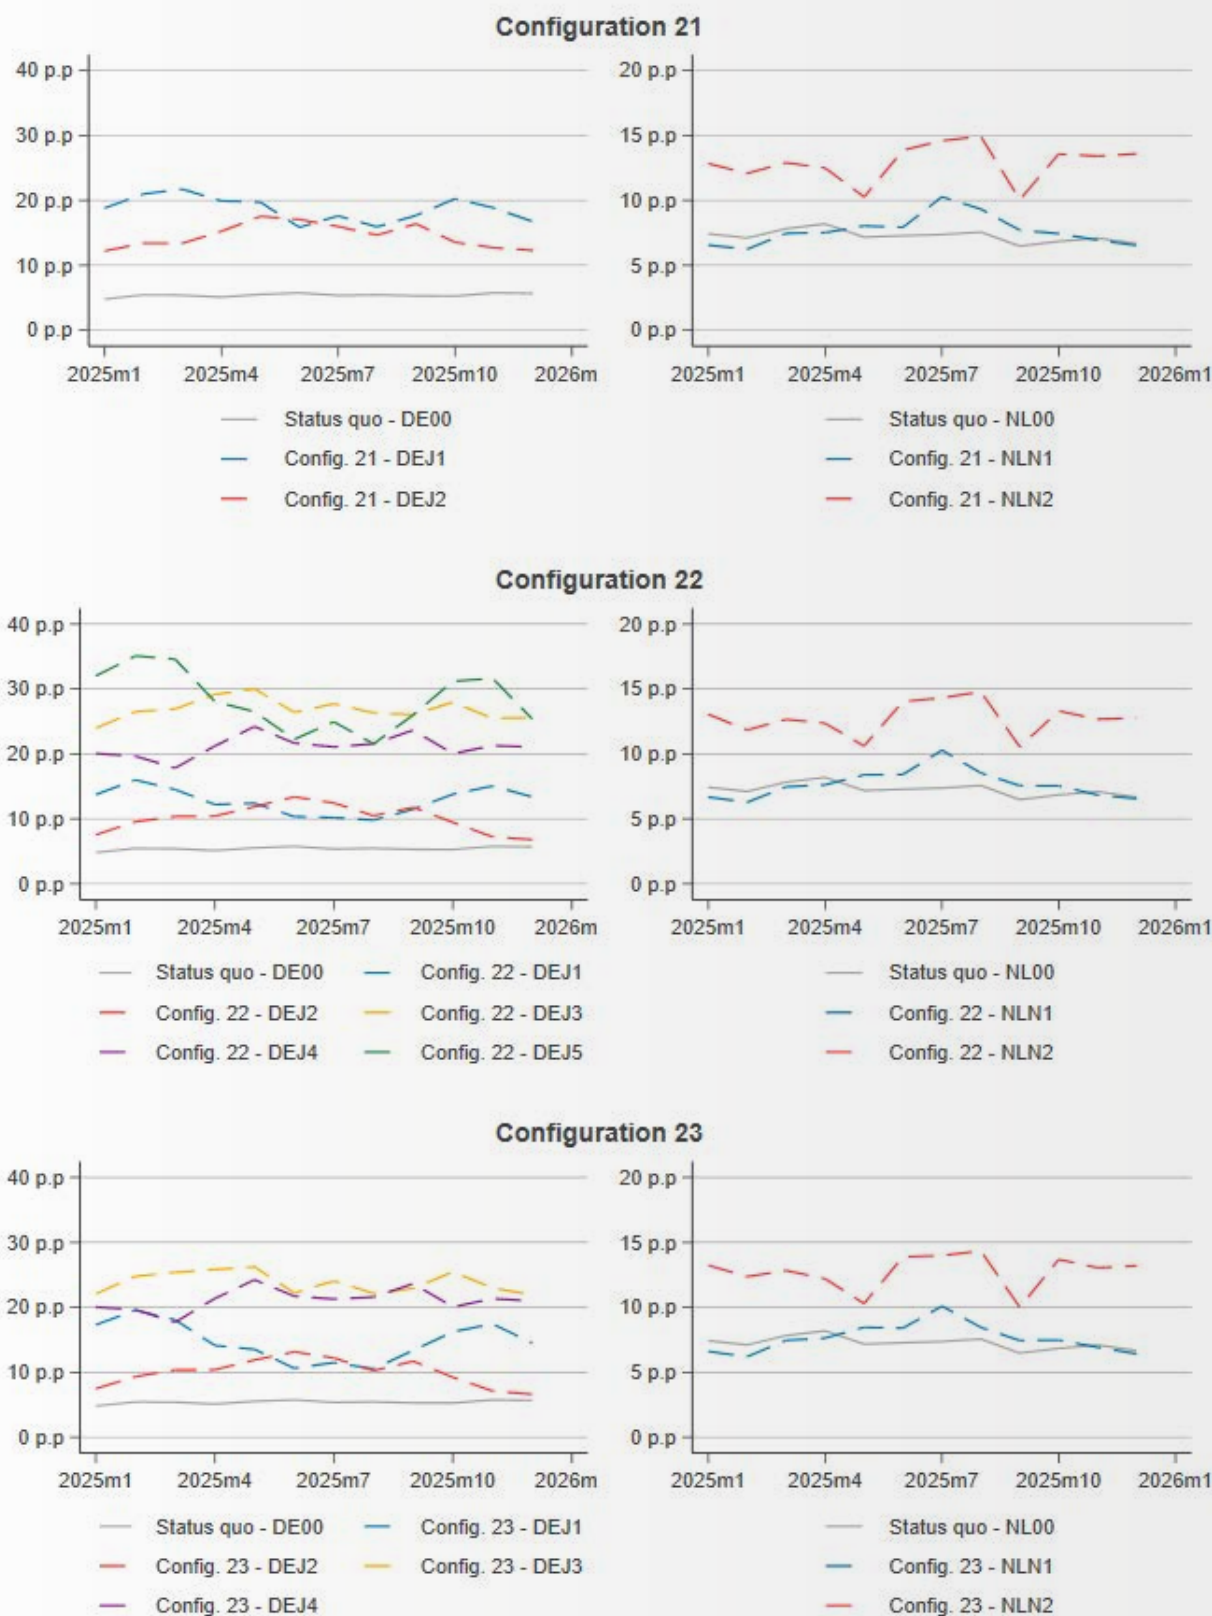 Configuration 21
40 p.p 20 p.p
30 p.p 15 p.p
20 p.p 10 p.p
10 p.p 5 p.p
0 p.p 0 p.p
2025m1 2025m4 2025m7 2025m10 2026m 2025m1 2025m4 2025m7 2025m10 2026m1
Status quo - DE00 Status quo - NL00
Config. 21 - DEJ1 Config. 21 - NLN1
Config. 21 - DEJ2 Config. 21 - NLN2
Configuration 22
40 p.p 20 p.p
30 p.p 15 p.p
20 p.p 10 p.p
10 p.p 5 p.p
0 p.p 0 p.p
2025m1 2025m4 2025m7 2025m10 2026m 2025m1 2025m4 2025m7 2025m10 2026m1
Status quo - DE00 Config. 22 - DEJ1 Status quo - NL00
Config. 22 - DEJ2 Config. 22 - DEJ3 Config. 22 - NLN1
Config. 22 - DEJ4 Config. 22 - DEJ5 Config. 22 - NLN2
Configuration 23
40 p.p 20 p.p
30 p.p 15 p.p
20 p.p 10 p.p
10 p.p 5 p.p
0 p.p 0 p.p
2025m1 2025m4 2025m7 2025m10 2026m 2025m1 2025m4 2025m7 2025m10 2026m1
Status quo - DE00 Config. 23 - DEJ1 Status quo - NL00
Config. 23 - DEJ2 Config. 23 - DEJ3 Config. 23 - NLN1
Config. 23 - DEJ4 Config. 23 - NLN2